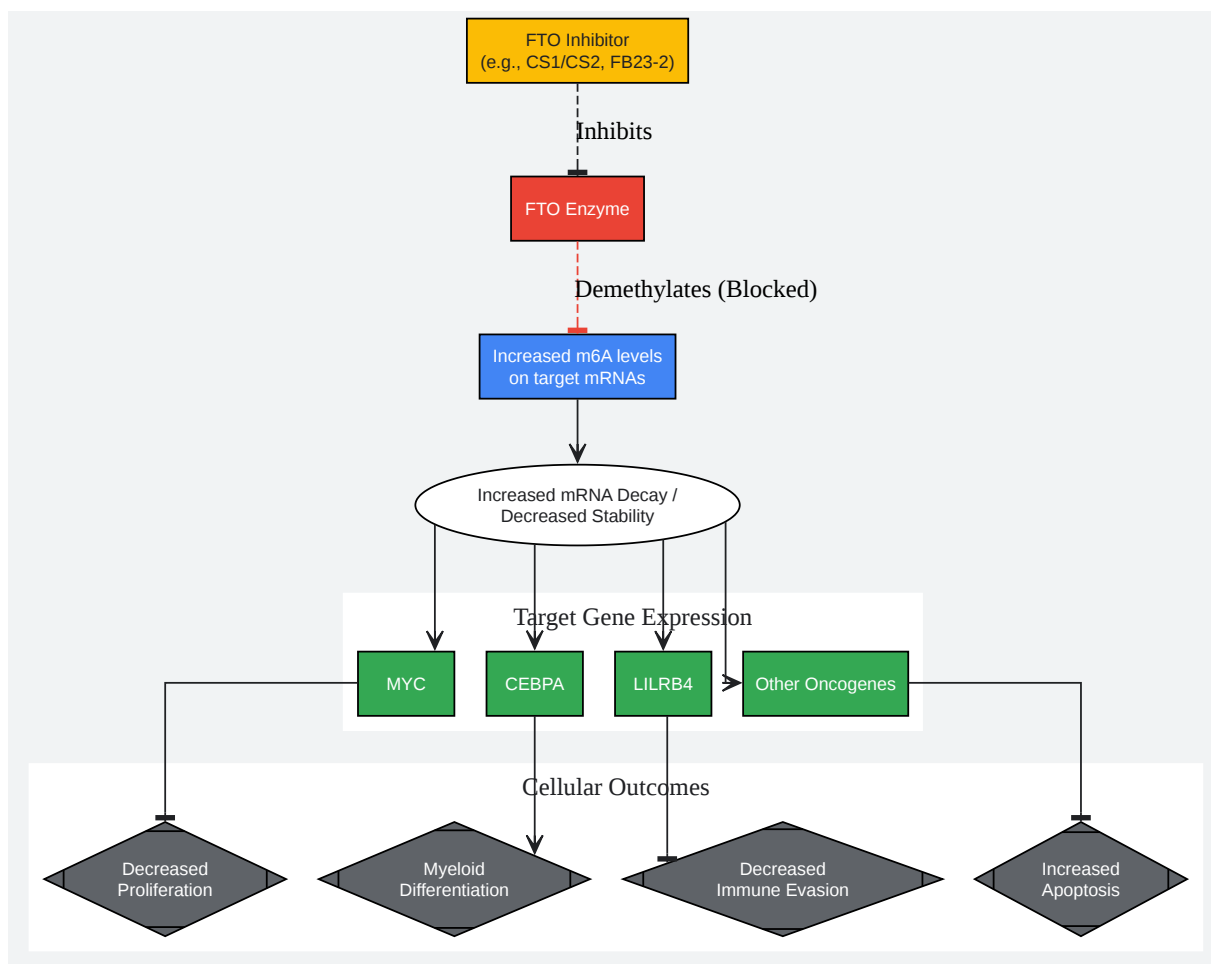 FTO Inhibitor
(e.g., CS1/CS2, FB23-2)
Inhibits
FTO Enzyme
Demethylates (Blocked)
Increased m6A levels
on target mRNAs
Increased mRNA Decay /
Decreased Stability
Target Gene Expression
MYC
CEBPA
LILRB4
Other Oncogenes
Cellular Outcomes
Decreased
Proliferation
Myeloid
Differentiation
Decreased
Immune Evasion
Increased
Apoptosis